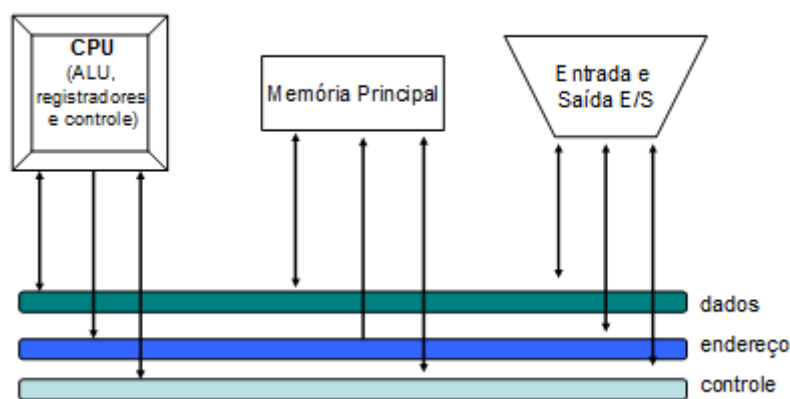 CPU
(ALU,
registradores
e controle)
Memória Principal
Entrada e
Saída E/S
dados
endereço
controle